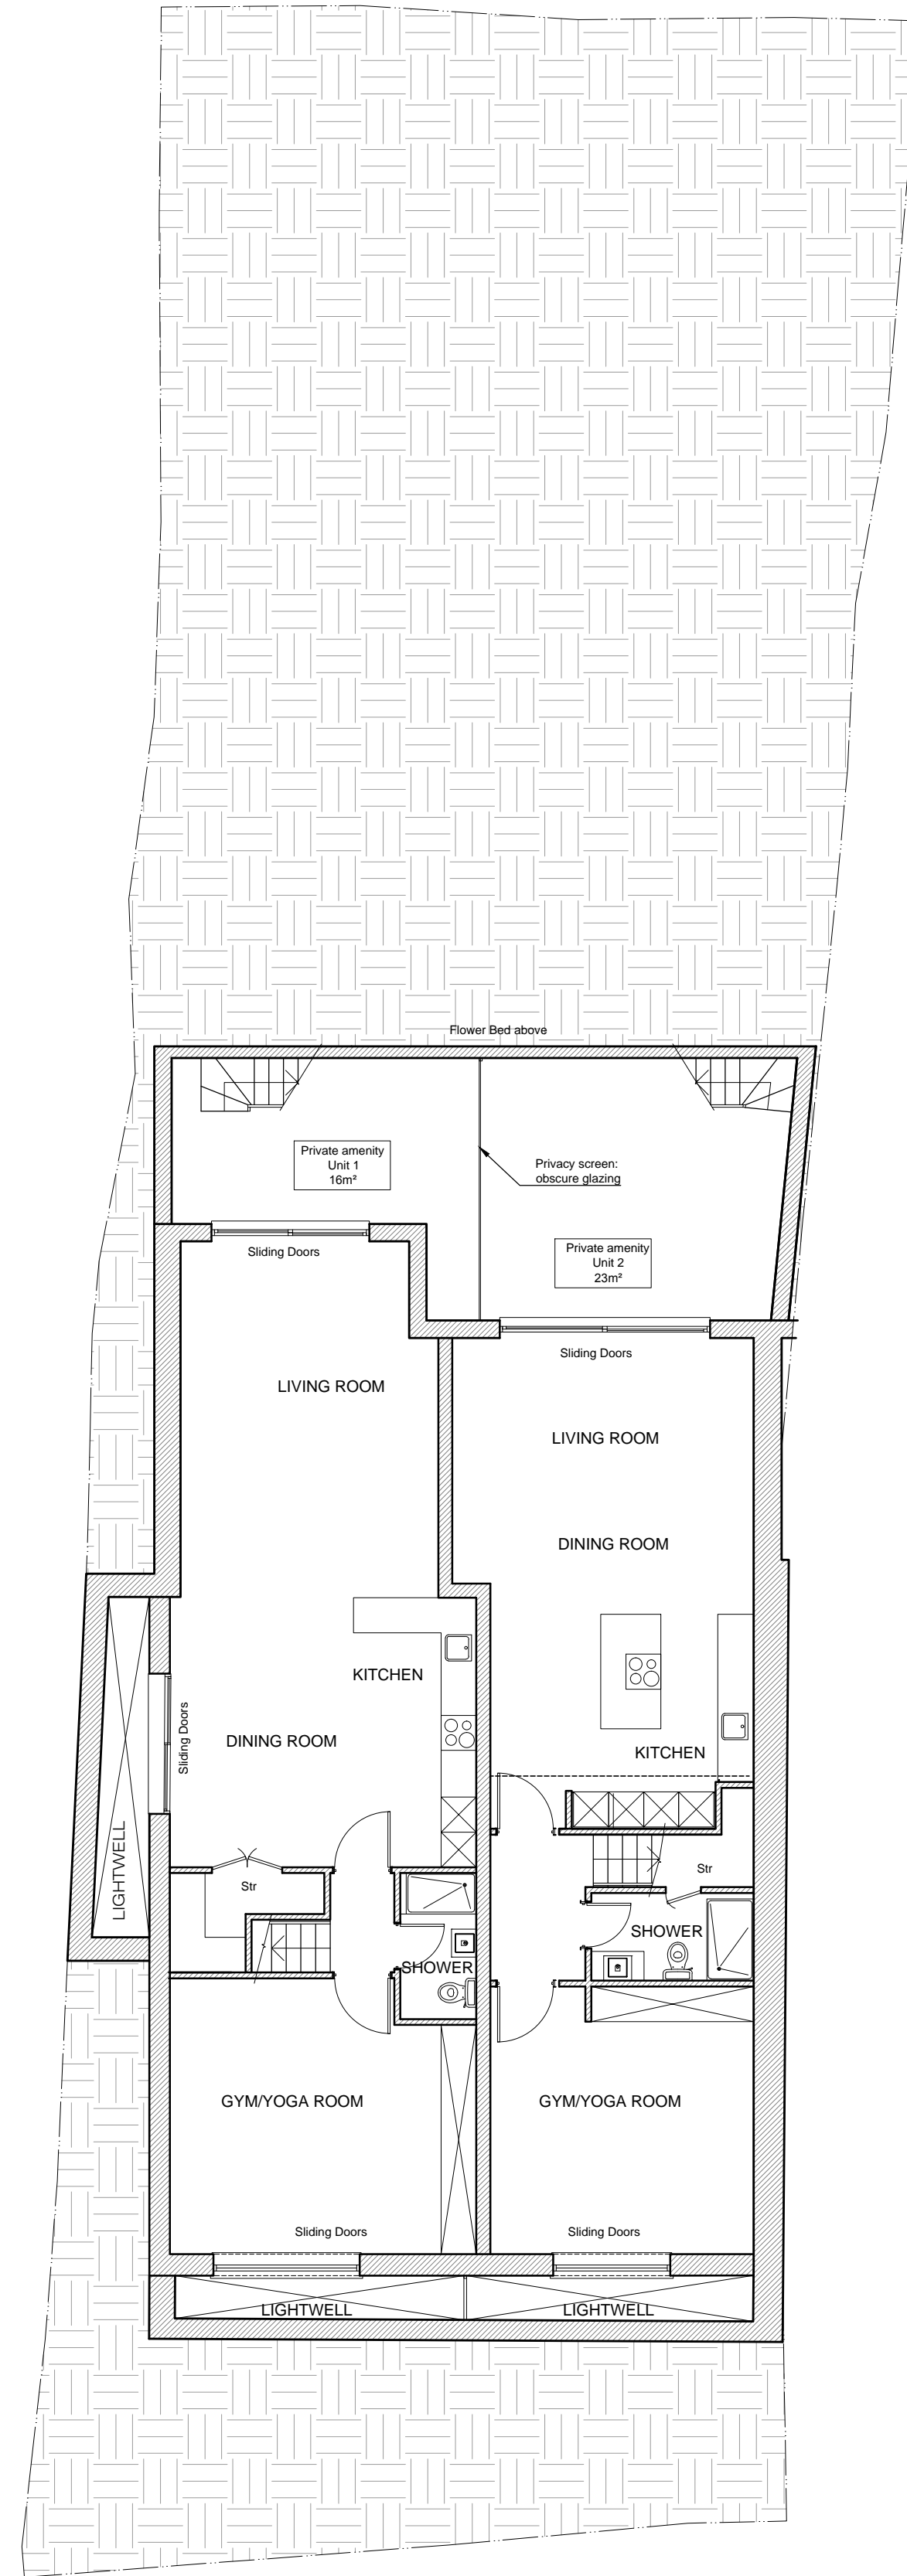 Flower Bed above
Private amenity
Unit 1
16m²
Privacy screen:
obscure glazing
Private amenity
Unit 2
23m²
Sliding Doors
Sliding Doors
LIVING ROOM
LIVING ROOM
DINING ROOM
KITCHEN
Sliding Doors
DINING ROOM
KITCHEN
LIGHTWELL
Str
Str
SHOWER
SHOWER
GYM/YOGA ROOM
GYM/YOGA ROOM
Sliding Doors
Sliding Doors
LIGHTWELL
LIGHTWELL